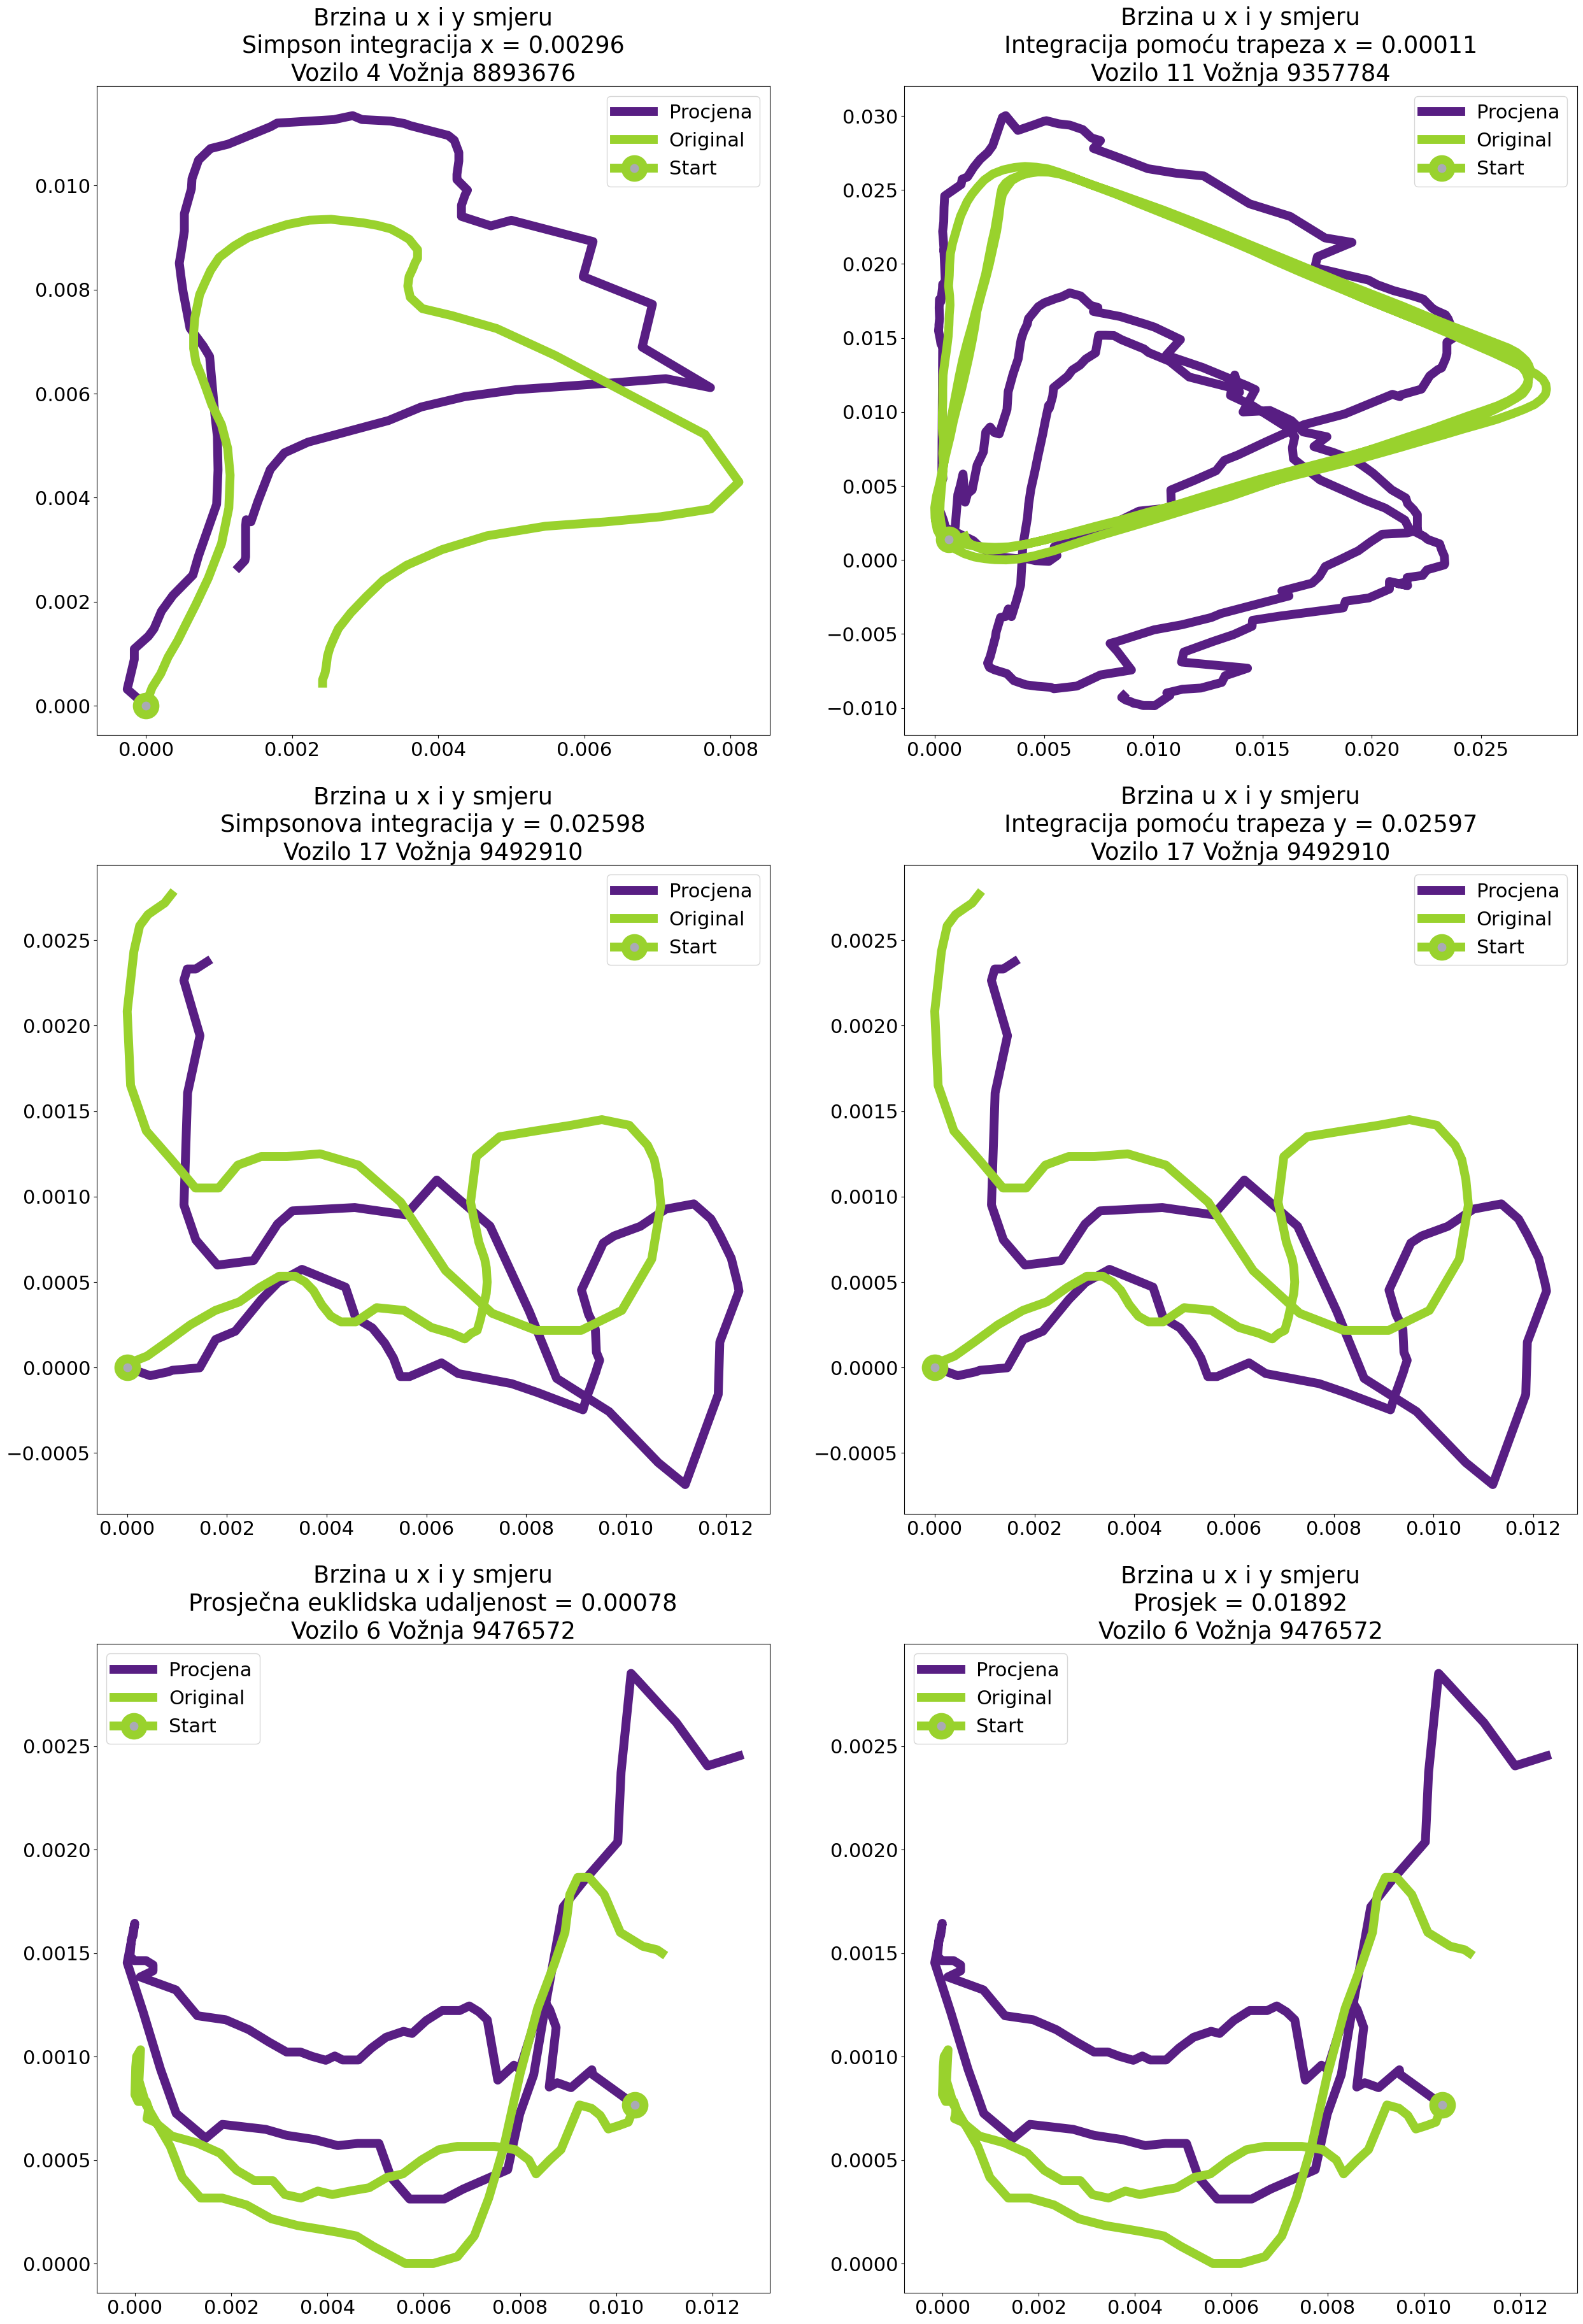 Brzina u x i y smjeru
Simpson integracija x = 0.00296
Vozilo 4 Vožnja 8893676
Procjena
Original
Start
0.010
0.008
0.006
0.004
0.002
0.000
0.000 0.002 0.004 0.006 0.008
Brzina u x i y smjeru
Integracija pomoću trapeza x = 0.00011
Vozilo 11 Vožnja 9357784
Procjena
Original
Start
0.030
0.025
0.020
0.015
0.010
0.005
0.000
−0.005
−0.010
0.000 0.005 0.010 0.015 0.020 0.025
Brzina u x i y smjeru
Simpsonova integracija y = 0.02598
Vozilo 17 Vožnja 9492910
Procjena
Original
Start
0.0025
0.0020
0.0015
0.0010
0.0005
0.0000
−0.0005
0.000 0.002 0.004 0.006 0.008 0.010 0.012
Brzina u x i y smjeru
Integracija pomoću trapeza y = 0.02597
Vozilo 17 Vožnja 9492910
Procjena
Original
Start
0.0025
0.0020
0.0015
0.0010
0.0005
0.0000
−0.0005
0.000 0.002 0.004 0.006 0.008 0.010 0.012
Brzina u x i y smjeru
Prosječna euklidska udaljenost = 0.00078
Vozilo 6 Vožnja 9476572
Procjena
Original
Start
0.0025
0.0020
0.0015
0.0010
0.0005
0.0000
0.000 0.002 0.004 0.006 0.008 0.010 0.012
Brzina u x i y smjeru
Prosjek = 0.01892
Vozilo 6 Vožnja 9476572
Procjena
Original
Start
0.0025
0.0020
0.0015
0.0010
0.0005
0.0000
0.000 0.002 0.004 0.006 0.008 0.010 0.012